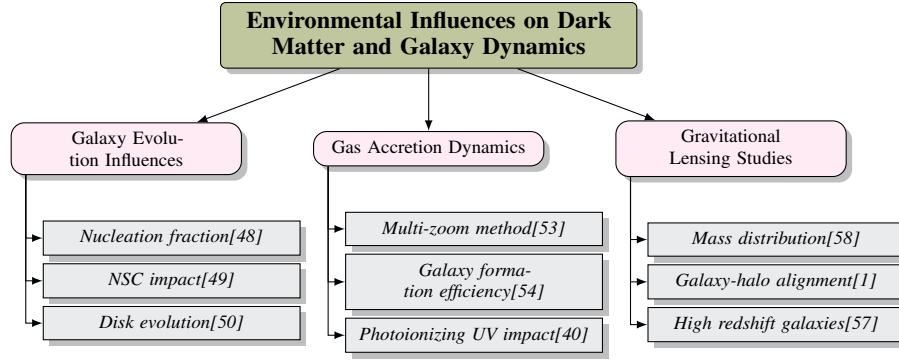 Environmental Influences on Dark
Matter and Galaxy Dynamics
Galaxy Evolu-
tion Influences
Nucleation fraction[48]
NSC impact[49]
Disk evolution[50]
Gas Accretion Dynamics
Multi-zoom method[53]
Galaxy forma-
tion efficiency[54]
Photoionizing UV impact[40]
Gravitational
Lensing Studies
Mass distribution[58]
Galaxy-halo alignment[1]
High redshift galaxies[57]